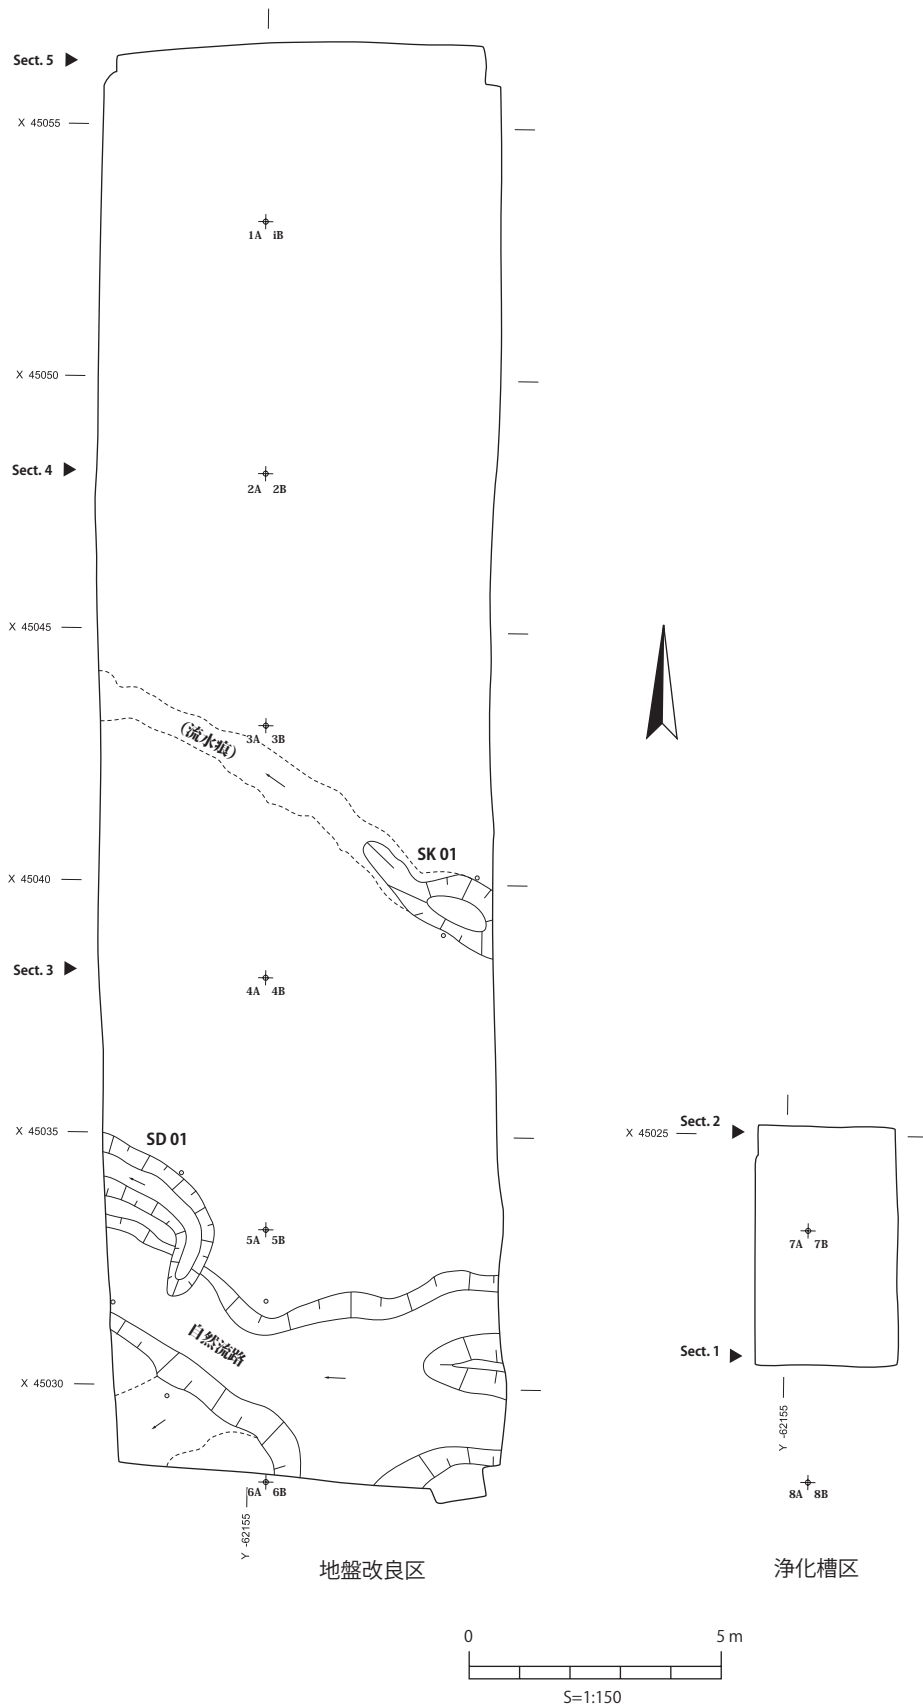 Sect. 5
X 45055
1A iB
X 45050
Sect. 4
2A 2B
X 45045
(流水痕)
3A 3B
SK 01
X 45040
Sect. 3
4A 4B
X 45035
SD 01
5A 5B
自然流路
X 45030
6A 6B
Y -62155
地盤改良区
Sect. 2
X 45025
7A 7B
Sect. 1
Y -62155
8A 8B
浄化槽区
0 5 m
S=1:150